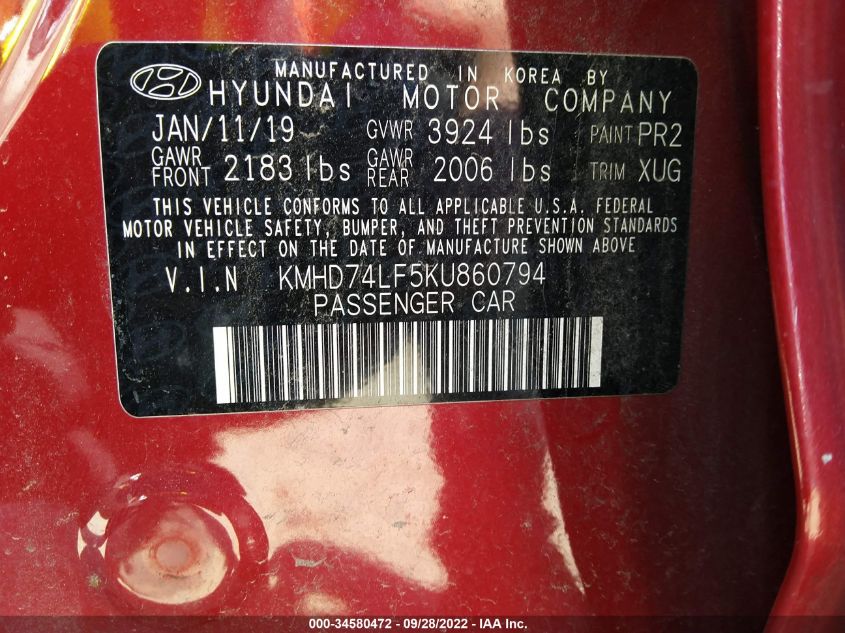 MANUFACTURED IN KOREA BY
HYUNDAI MOTOR COMPANY
JAN/11/19 GVWR 3924 lbs PAINT PR2
GAWR FRONT 2183 lbs GAWR REAR 2006 lbs TRIM XUG
THIS VEHICLE CONFORMS TO ALL APPLICABLE U.S.A. FEDERAL
MOTOR VEHICLE SAFETY, BUMPER, AND THEFT PREVENTION STANDARDS
IN EFFECT ON THE DATE OF MANUFACTURE SHOWN ABOVE
V.I.N KMHD74LF5KU860794
PASSENGER CAR
000-34580472 - 09/28/2022 - IAA Inc.